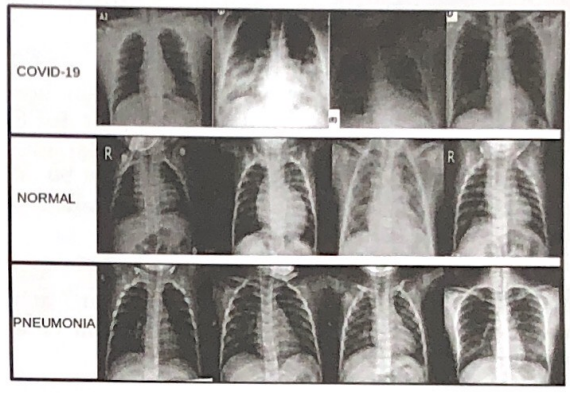 COVID-19
NORMAL
R
R
PNEUMONIA